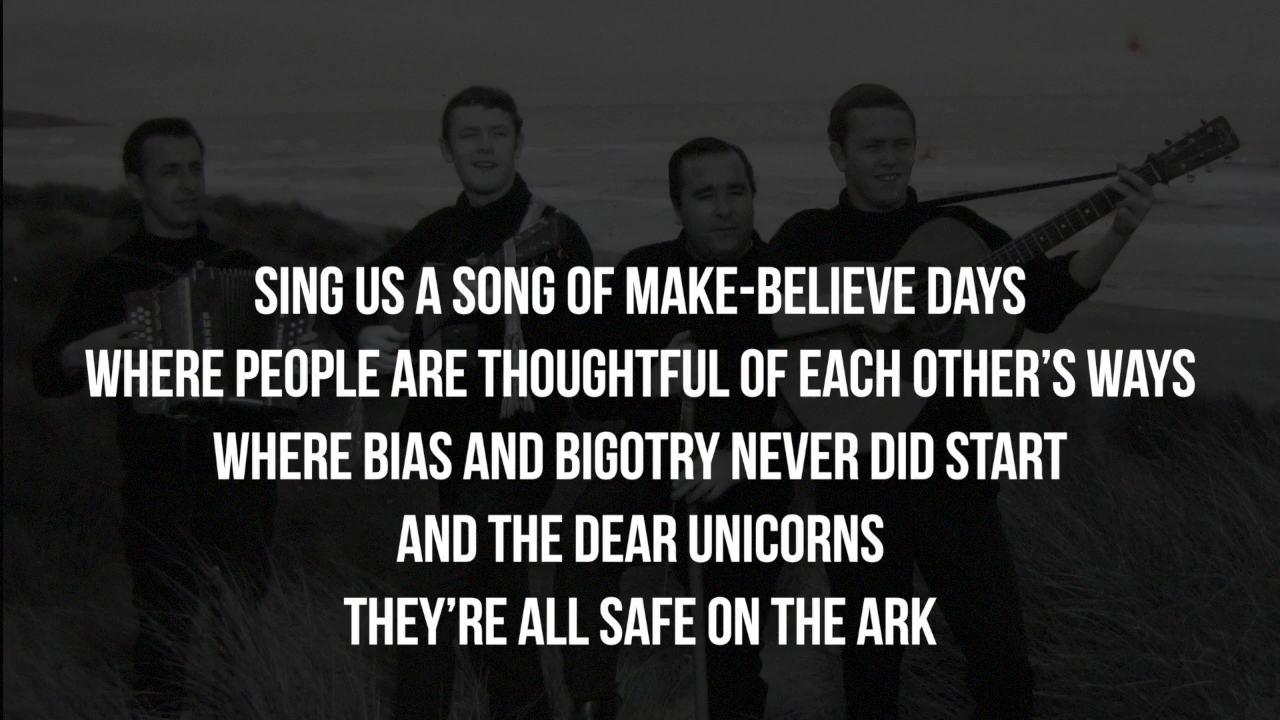 SING US A SONG OF MAKE-BELIEVE DAYS
WHERE PEOPLE ARE THOUGHTFUL OF EACH OTHER’S WAYS
WHERE BIAS AND BIGOTRY NEVER DID START
AND THE DEAR UNICORNS
THEY’RE ALL SAFE ON THE ARK